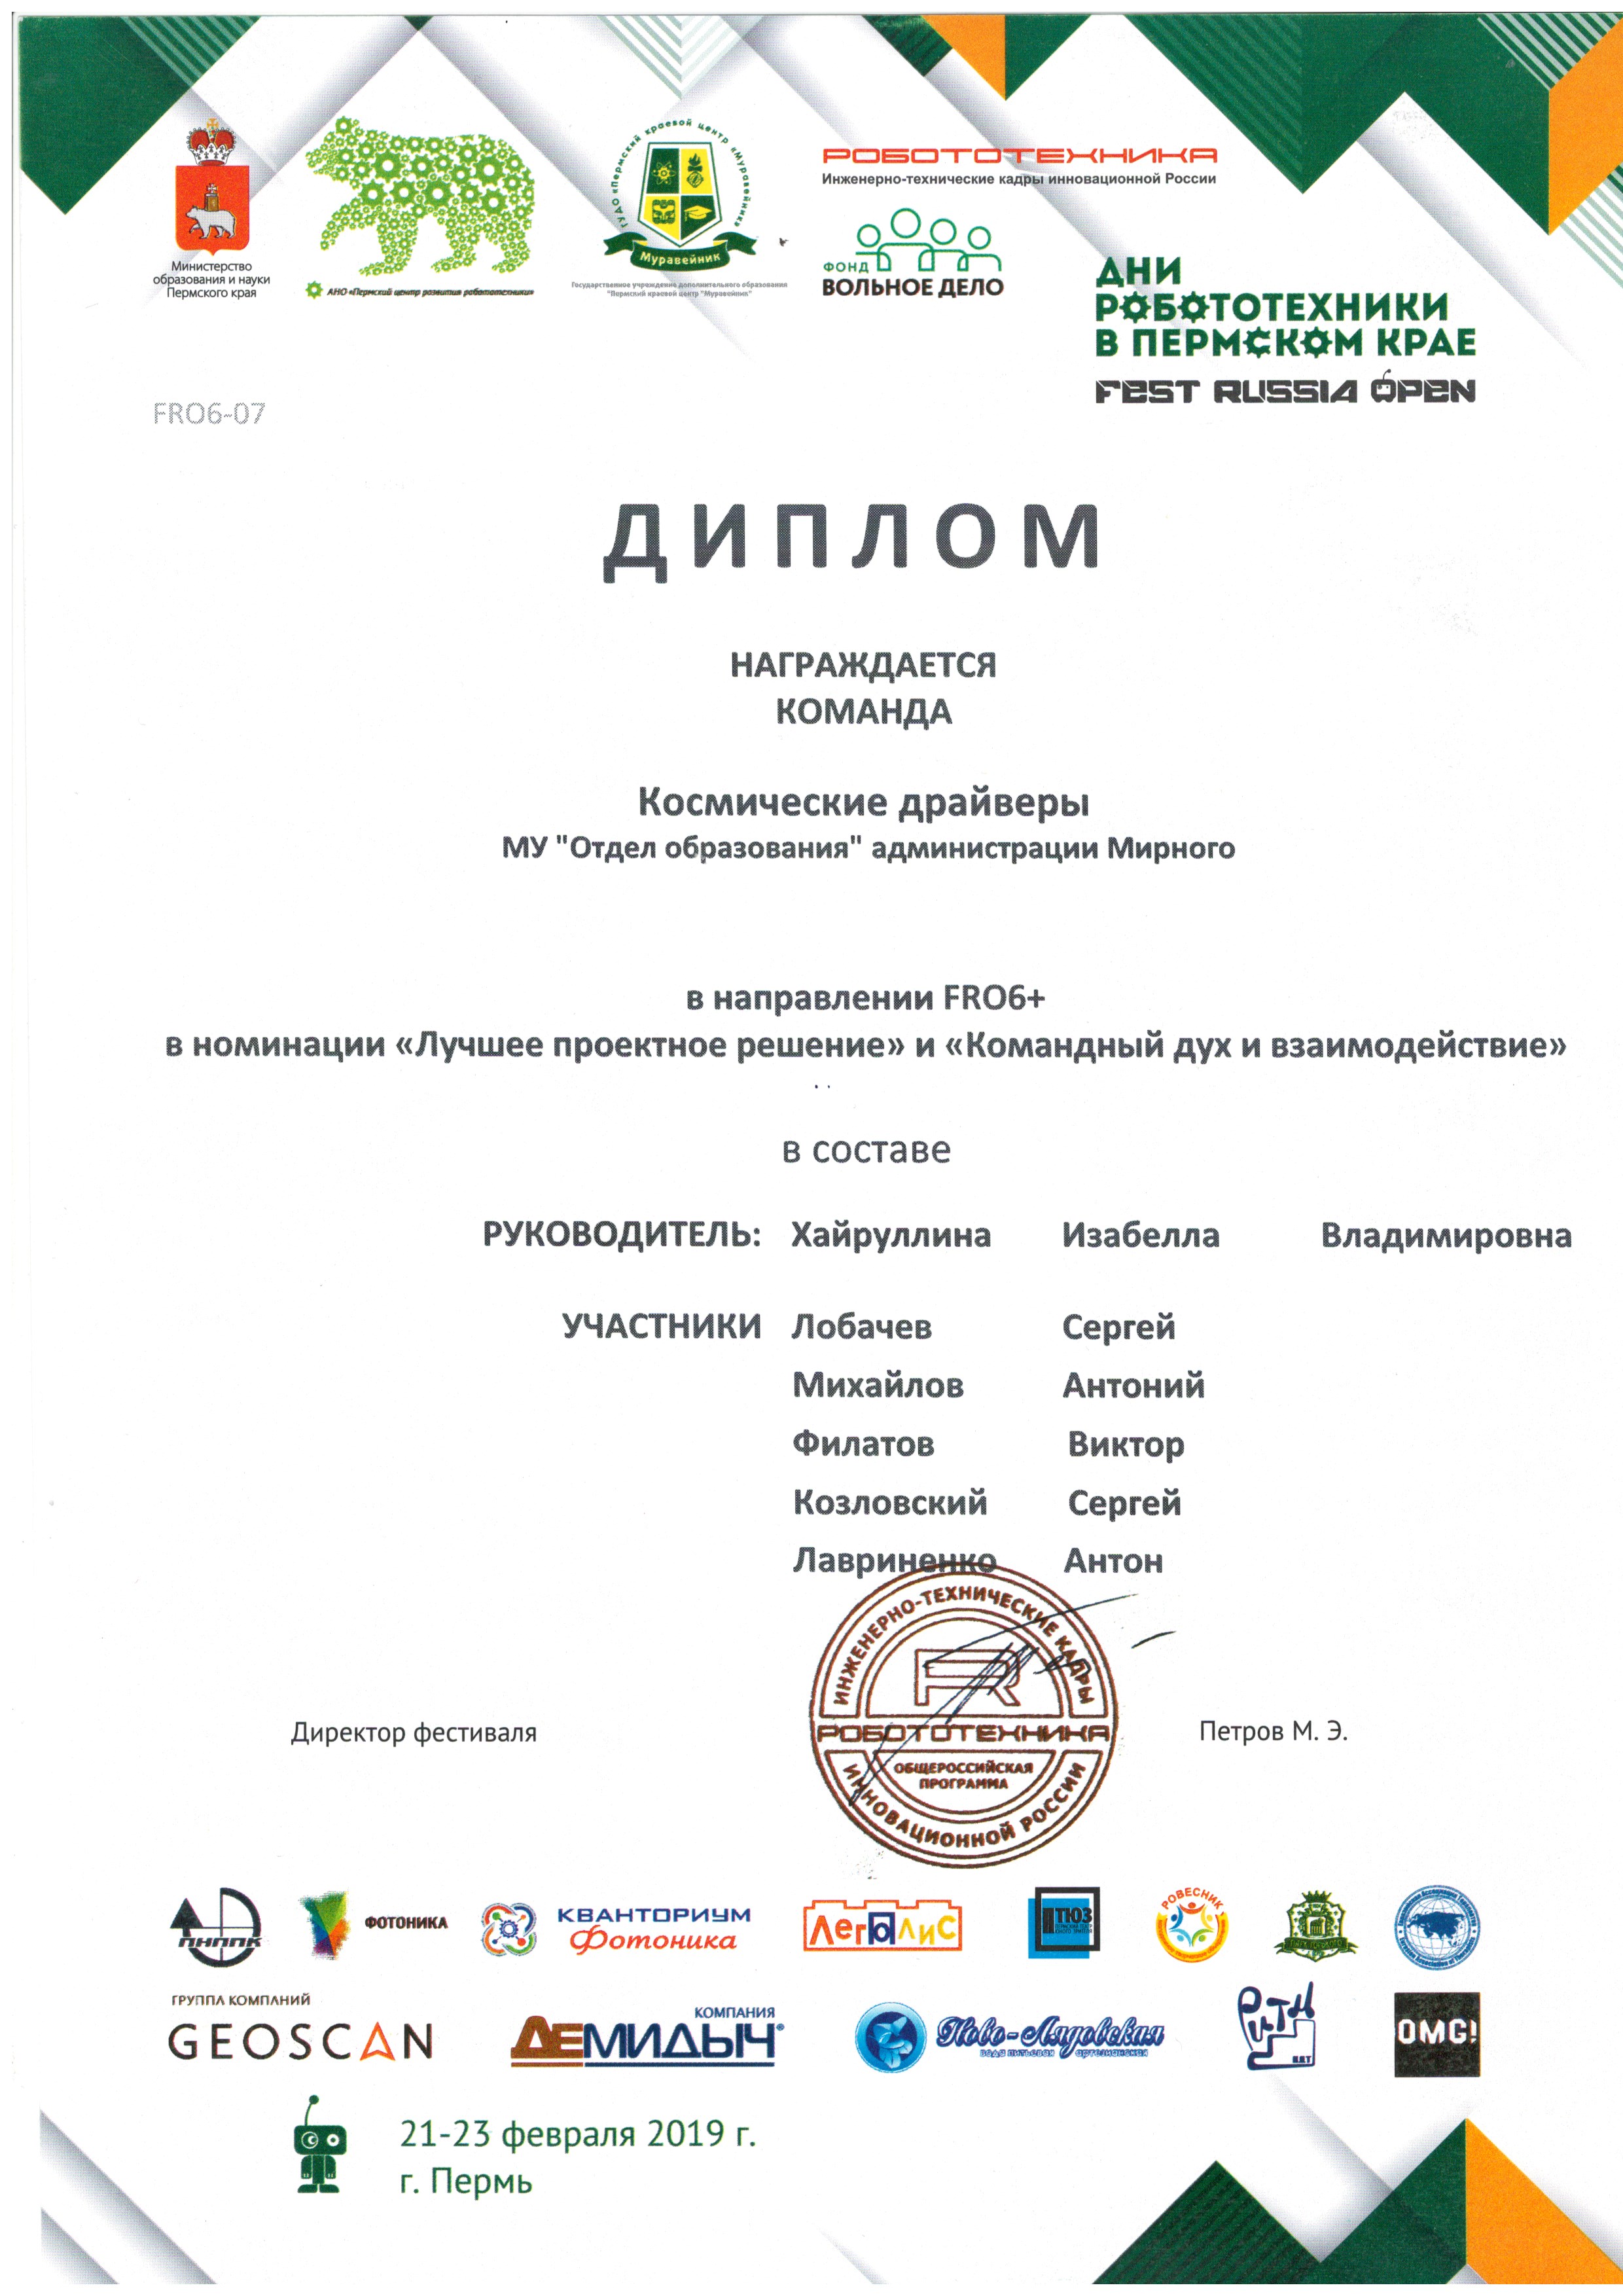 Министерство
образования и науки
Пермского края
АНО «Пермский центр развития робототехники»
ГУДО «Пермский краевой центр «Муравейник»
Муравейник
Государственное учреждение дополнительного образования
"Пермский краевой центр "Муравейник"
РОБОТОТЕХНИКА
Инженерно-технические кадры инновационной России
ФОНД
ВОЛЬНОЕ ДЕЛО
ДНИ
РОБОТОТЕХНИКИ
В ПЕРМСКОМ КРАЕ
FEST RUSSIA OPEN
FRO6-07
ДИПЛОМ
НАГРАЖДАЕТСЯ
КОМАНДА
Космические драйверы
МУ "Отдел образования" администрации Мирного
в направлении FRO6+
в номинации «Лучшее проектное решение» и «Командный дух и взаимодействие»
в составе
РУКОВОДИТЕЛЬ: Хайруллина Изабелла Владимировна
УЧАСТНИКИ Лобачев Сергей
Михайлов Антоний
Филатов Виктор
Козловский Сергей
Лавриненко Антон
ИНЖЕНЕРНО-ТЕХНИЧЕСКИЕ КАДРЫ
РОБОТОТЕХНИКА
ОБЩЕРОССИЙСКАЯ
ПРОГРАММА
ИННОВАЦИОННОЙ РОССИИ
Директор фестиваля
Петров М. Э.
ПНППК
ФОТОНИКА
КВАНТОРИУМ
Фотоника
ЛегоЛис
ТЮЗ
РОВЕСНИК
ГРУППА КОМПАНИЙ
GEOSCAN
КОМПАНИЯ
ДЕМИДЫЧ
Ново-Лядовская
вода питьевая артезианская
РИТМ
OMG!
21-23 февраля 2019 г.
г. Пермь